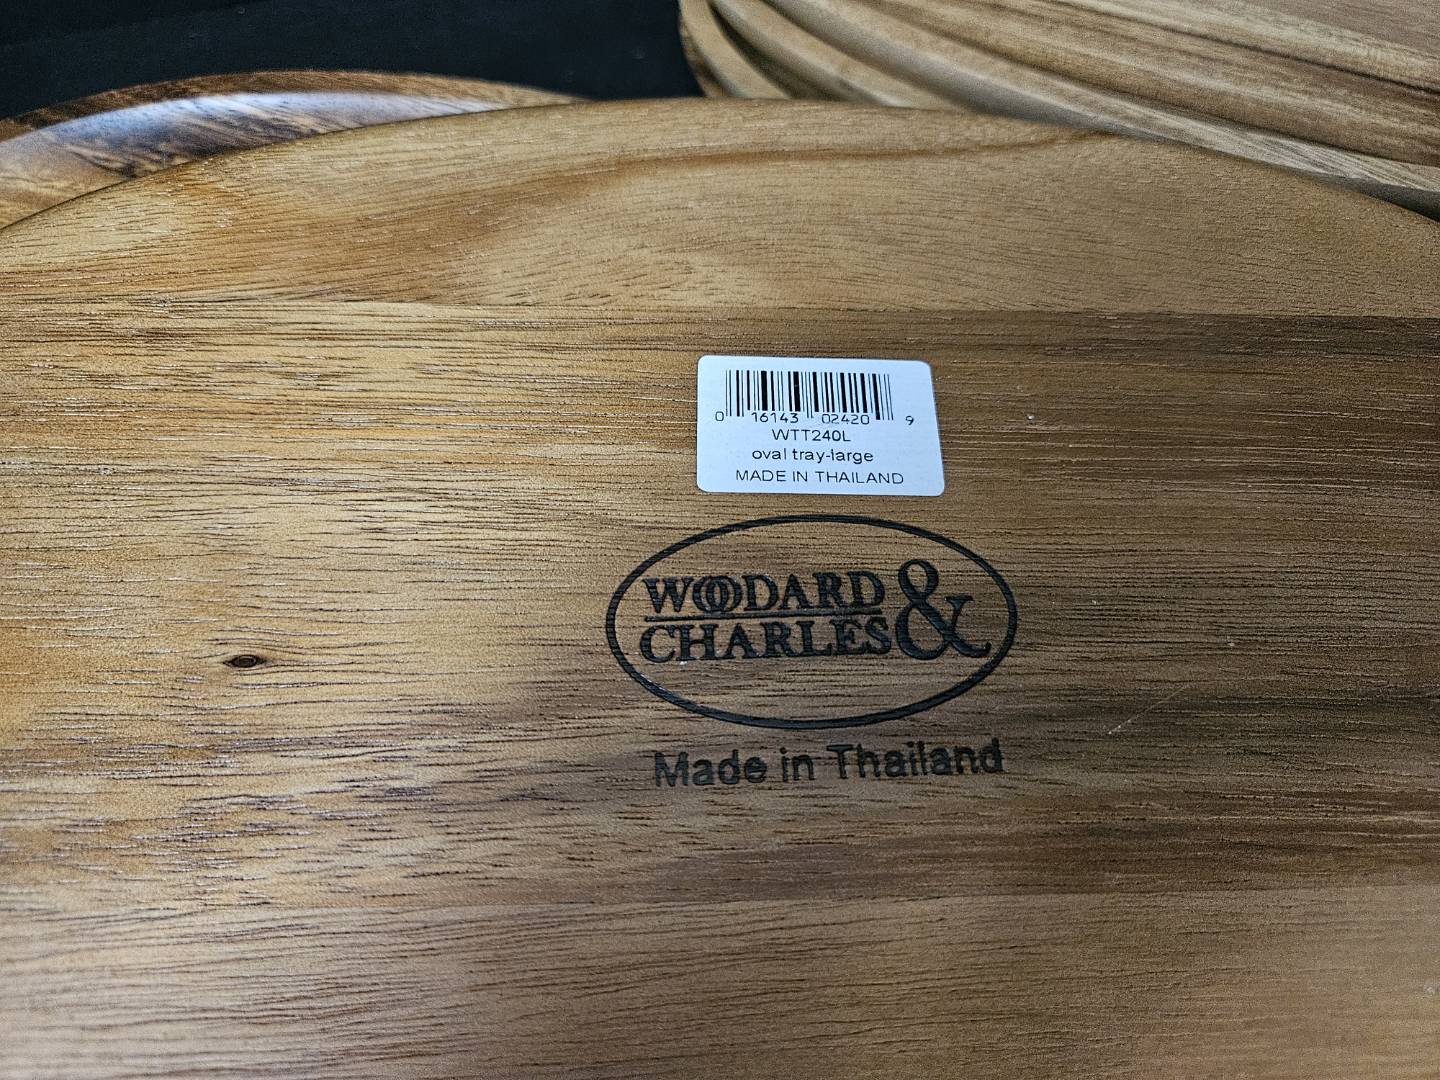 0 16143 02420 9
WTT240L
oval tray-large
MADE IN THAILAND
WOODARD &
CHARLES
Made in Thailand